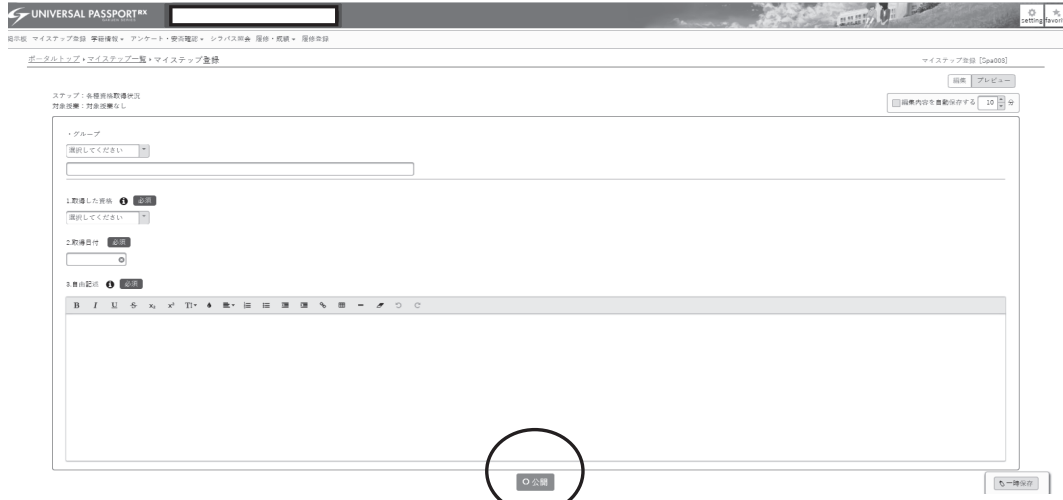 UNIVERSAL PASSPORT RX
setting favori
掲示板 マイステップ登録 学籍情報 アンケート・安否確認 シラバス照会 履修・成績 履修登録
ポータルトップ マイステップ一覧 マイステップ登録
マイステップ登録 [Spa003]
編集 プレビュー
ステップ：各種資格取得状況
対象授業：対象授業なし
編集内容を自動保存する 10 分
・グループ
選択してください
1.取得した資格 必須
選択してください
2.取得日付 必須
3.自由記述 必須
B I U S x₂ x² T!
公開
一時保存